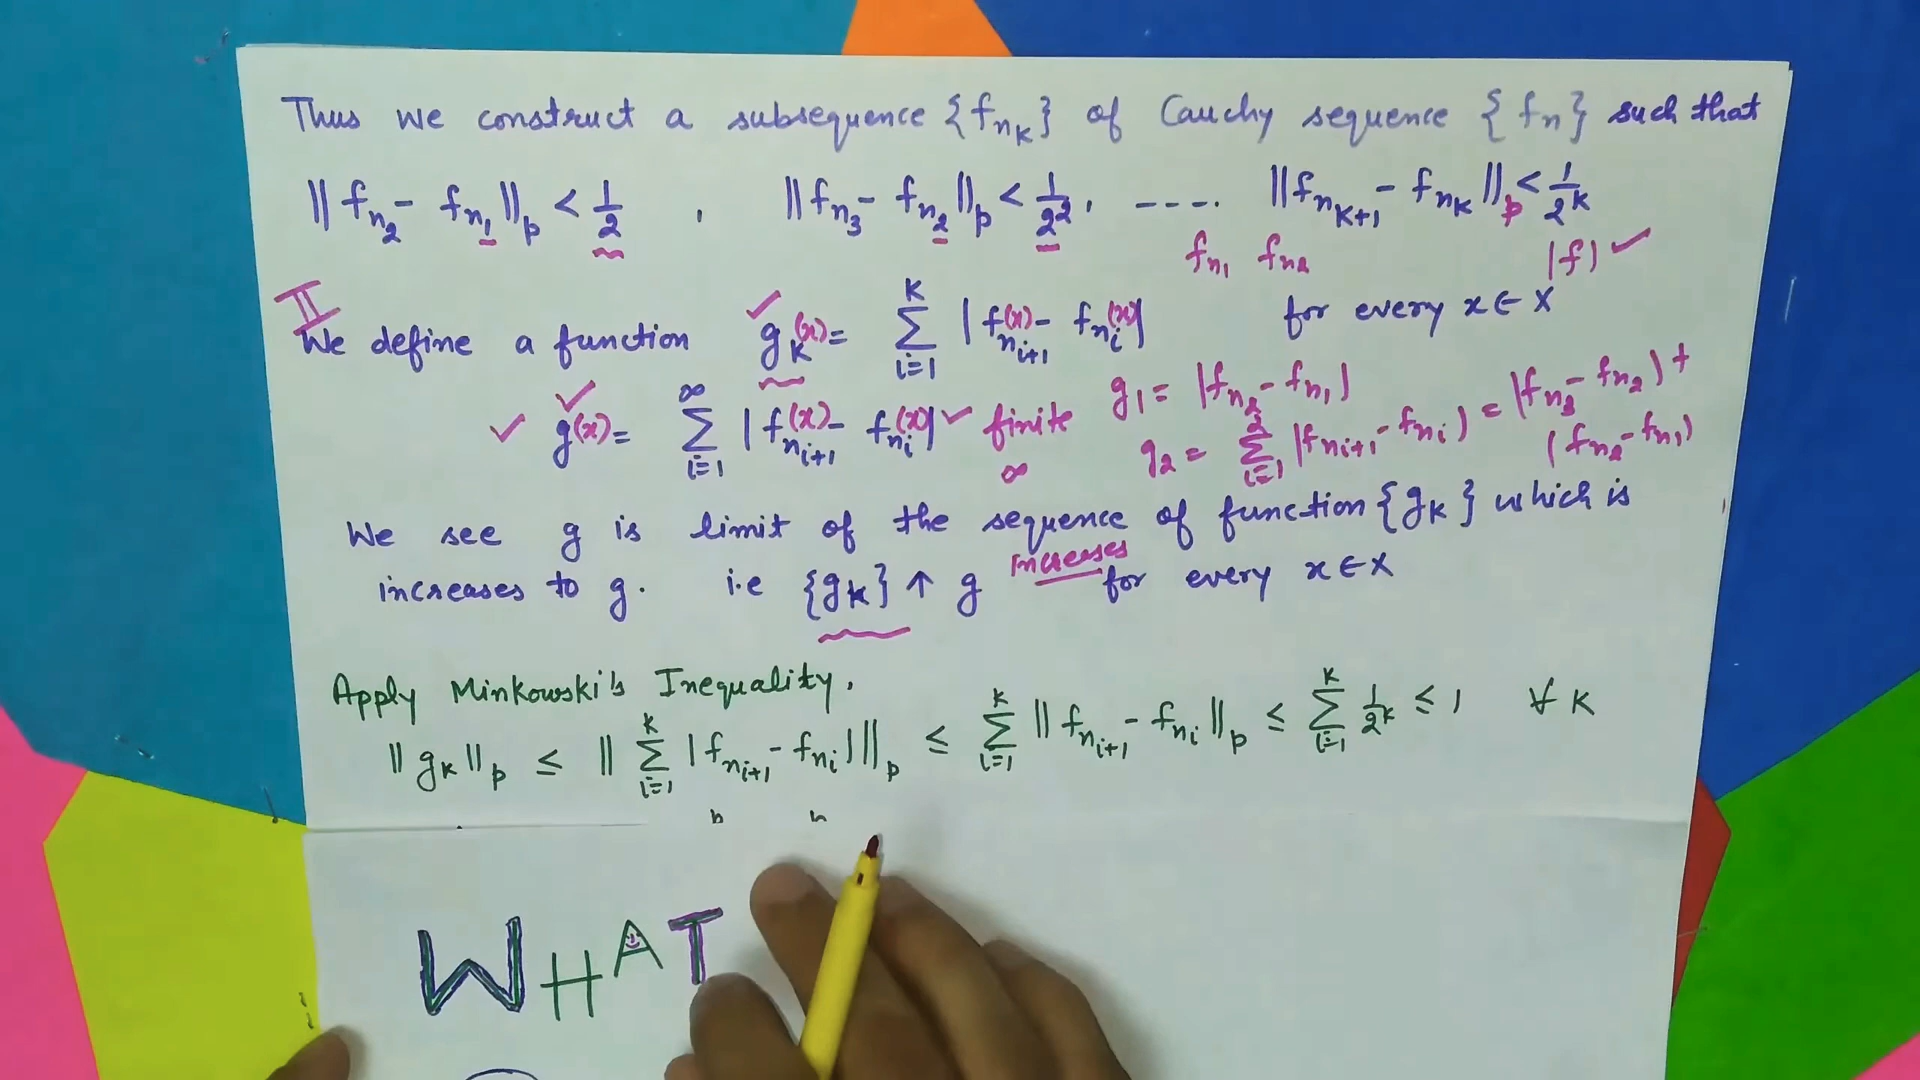 Thus we construct a subsequence {f_{n_K}} of Cauchy sequence {f_n} such that
||f_{n_2} - f_{n_1}||_p < 1/2 , ||f_{n_3} - f_{n_2}||_p < 1/2^2, ----. ||f_{n_{K+1}} - f_{n_K}||_p < 1/2^K
f_{n_1} f_{n_2} |f| ✓
II
We define a function ✓ g_K(x) = Σ_{i=1}^{K} |f_{n_{i+1}}(x) - f_{n_i}(x)| for every x ∈ X
✓ ✓ g(x) = Σ_{i=1}^{∞} |f_{n_{i+1}}(x) - f_{n_i}(x)| ✓ finite ∞
g_1 = |f_{n_2} - f_{n_1}|
g_2 = Σ_{i=1}^{2} |f_{n_{i+1}} - f_{n_i}| = |f_{n_3} - f_{n_2}| + |f_{n_2} - f_{n_1}|
We see g is limit of the sequence of function {g_K} which is
increases to g. i.e {g_K} ↑ g increases for every x ∈ X
Apply Minkowski's Inequality.
||g_K||_p ≤ ||Σ_{i=1}^{K} |f_{n_{i+1}} - f_{n_i}| ||_p ≤ Σ_{i=1}^{K} ||f_{n_{i+1}} - f_{n_i}||_p ≤ Σ_{i=1}^{K} 1/2^K ≤ 1 ∀ K
WHAT